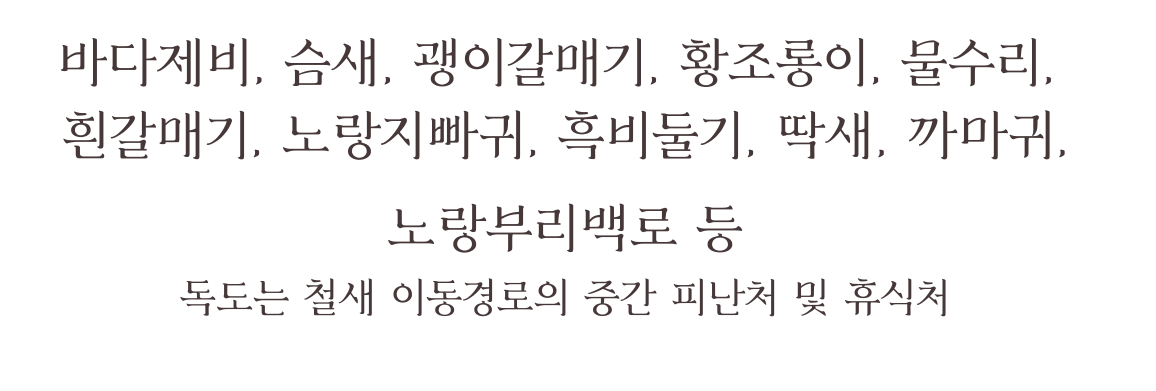 바다제비, 슴새, 괭이갈매기, 황조롱이, 물수리,
흰갈매기, 노랑지빠귀, 흑비둘기, 딱새, 까마귀,
노랑부리백로 등
독도는 철새 이동경로의 중간 피난처 및 휴식처